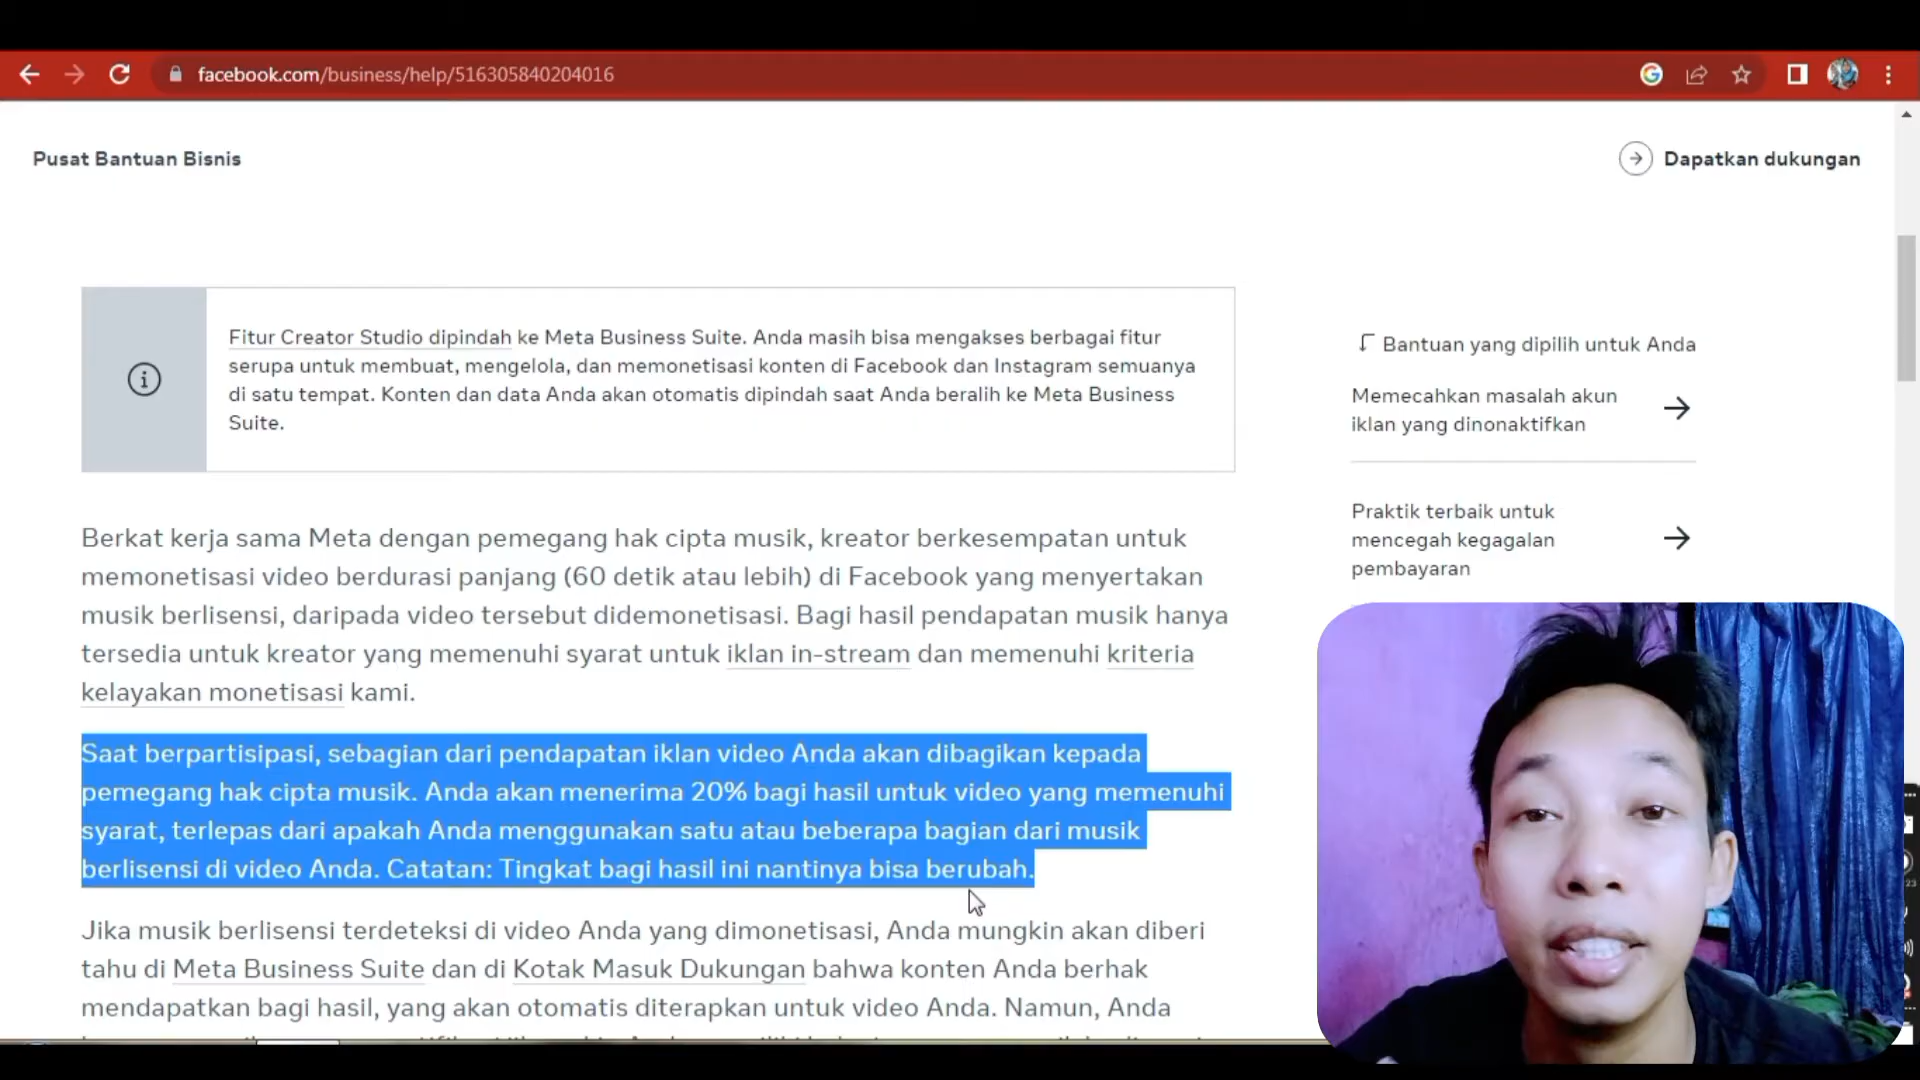 facebook.com/business/help/516305840204016
Pusat Bantuan Bisnis
Dapatkan dukungan
Fitur Creator Studio dipindah ke Meta Business Suite. Anda masih bisa mengakses berbagai fitur
serupa untuk membuat, mengelola, dan memonetisasi konten di Facebook dan Instagram semuanya
di satu tempat. Konten dan data Anda akan otomatis dipindah saat Anda beralih ke Meta Business
Suite.
Berkat kerja sama Meta dengan pemegang hak cipta musik, kreator berkesempatan untuk
memonetisasi video berdurasi panjang (60 detik atau lebih) di Facebook yang menyertakan
musik berlisensi, daripada video tersebut didemonetisasi. Bagi hasil pendapatan musik hanya
tersedia untuk kreator yang memenuhi syarat untuk iklan in-stream dan memenuhi kriteria
kelayakan monetisasi kami.
Saat berpartisipasi, sebagian dari pendapatan iklan video Anda akan dibagikan kepada
pemegang hak cipta musik. Anda akan menerima 20% bagi hasil untuk video yang memenuhi
syarat, terlepas dari apakah Anda menggunakan satu atau beberapa bagian dari musik
berlisensi di video Anda. Catatan: Tingkat bagi hasil ini nantinya bisa berubah.
Jika musik berlisensi terdeteksi di video Anda yang dimonetisasi, Anda mungkin akan diberi
tahu di Meta Business Suite dan di Kotak Masuk Dukungan bahwa konten Anda berhak
mendapatkan bagi hasil, yang akan otomatis diterapkan untuk video Anda. Namun, Anda
Bantuan yang dipilih untuk Anda
Memecahkan masalah akun
iklan yang dinonaktifkan
Praktik terbaik untuk
mencegah kegagalan
pembayaran